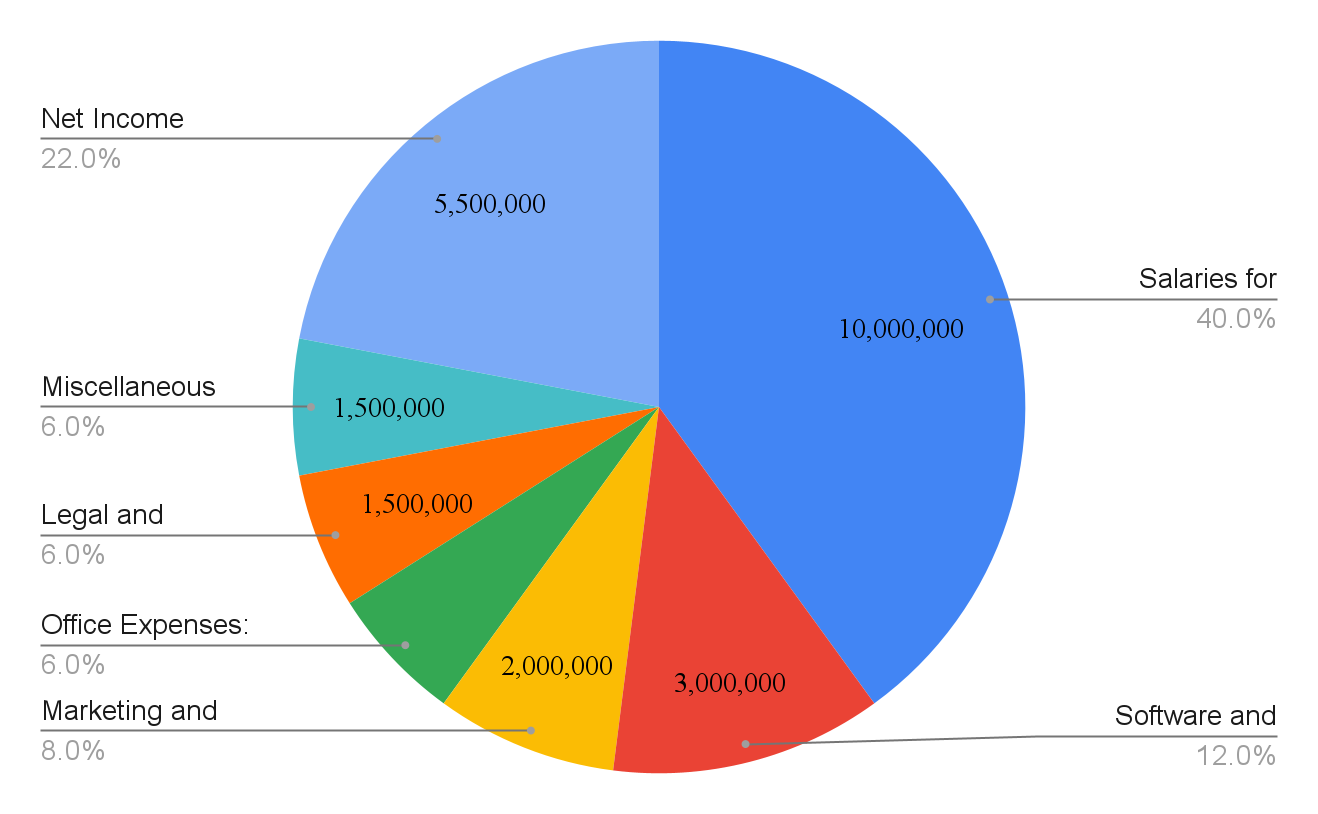 Net Income
22.0%
5,500,000
Salaries for
40.0%
10,000,000
Miscellaneous
6.0%
1,500,000
Legal and
6.0%
1,500,000
Office Expenses:
6.0%
Marketing and
8.0%
2,000,000
3,000,000
Software and
12.0%